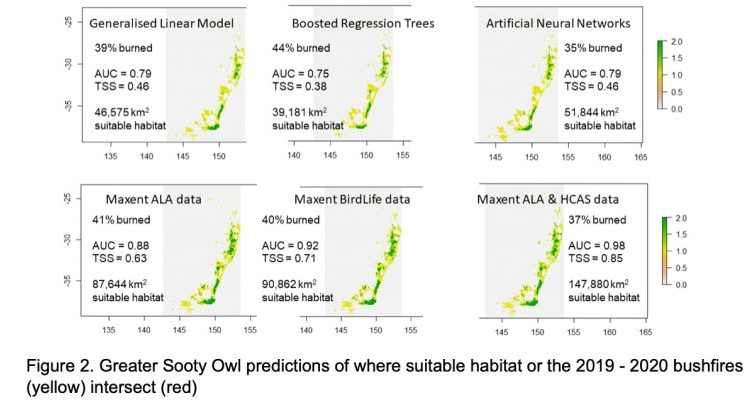 Generalised Linear Model
39% burned
AUC = 0.79
TSS = 0.46
46,575 km²
suitable habitat
-25
-30
-35
135 140 145 150
Boosted Regression Trees
44% burned
AUC = 0.75
TSS = 0.38
39,181 km²
suitable habitat
140 145 150 155
Artificial Neural Networks
35% burned
AUC = 0.79
TSS = 0.46
51,844 km²
suitable habitat
145 150 155 160 165
2.0
1.5
1.0
0.5
0.0
Maxent ALA data
41% burned
AUC = 0.88
TSS = 0.63
87,644 km²
suitable habitat
-25
-30
-35
135 140 145 150 155
Maxent BirdLife data
40% burned
AUC = 0.92
TSS = 0.71
90,862 km²
suitable habitat
140 145 150 155
Maxent ALA & HCAS data
37% burned
AUC = 0.98
TSS = 0.85
147,880 km²
suitable habitat
145 150 155 160 165
2.0
1.5
1.0
0.5
0.0
Figure 2. Greater Sooty Owl predictions of where suitable habitat or the 2019 - 2020 bushfires
(yellow) intersect (red)